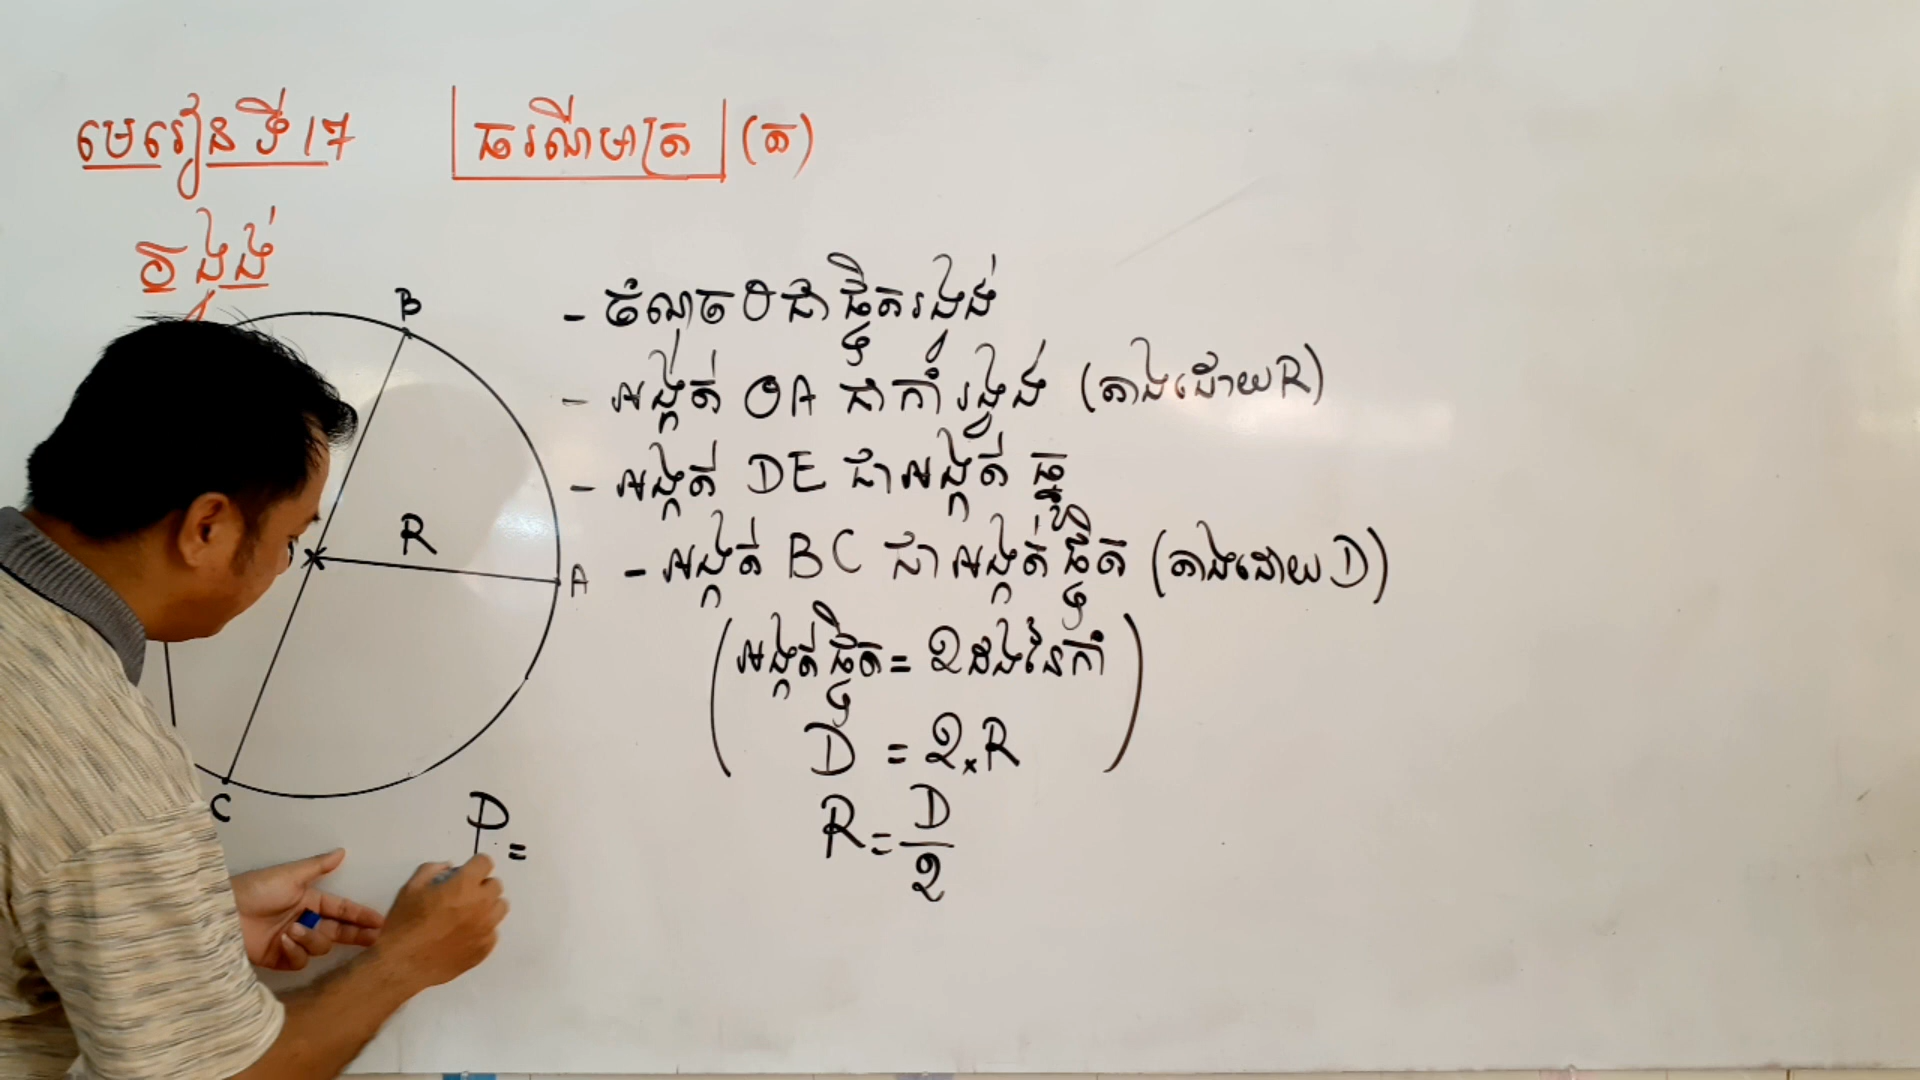 មេរៀនទី17 ធរណីមាត្រ (ត)
រង្វង់
B
- ចំណុច O ជាផ្ចិតរង្វង់
- អង្កត់ OA ជាកាំរង្វង់ (តាងដោយ R)
- អង្កត់ DE ជាអង្កត់ធ្នូ
R
A
- អង្កត់ BC ជាអង្កត់ផ្ចិត (តាងដោយ D)
(អង្កត់ផ្ចិត = 2ដងនៃកាំ
D = 2×R)
C
P =
R = D/2